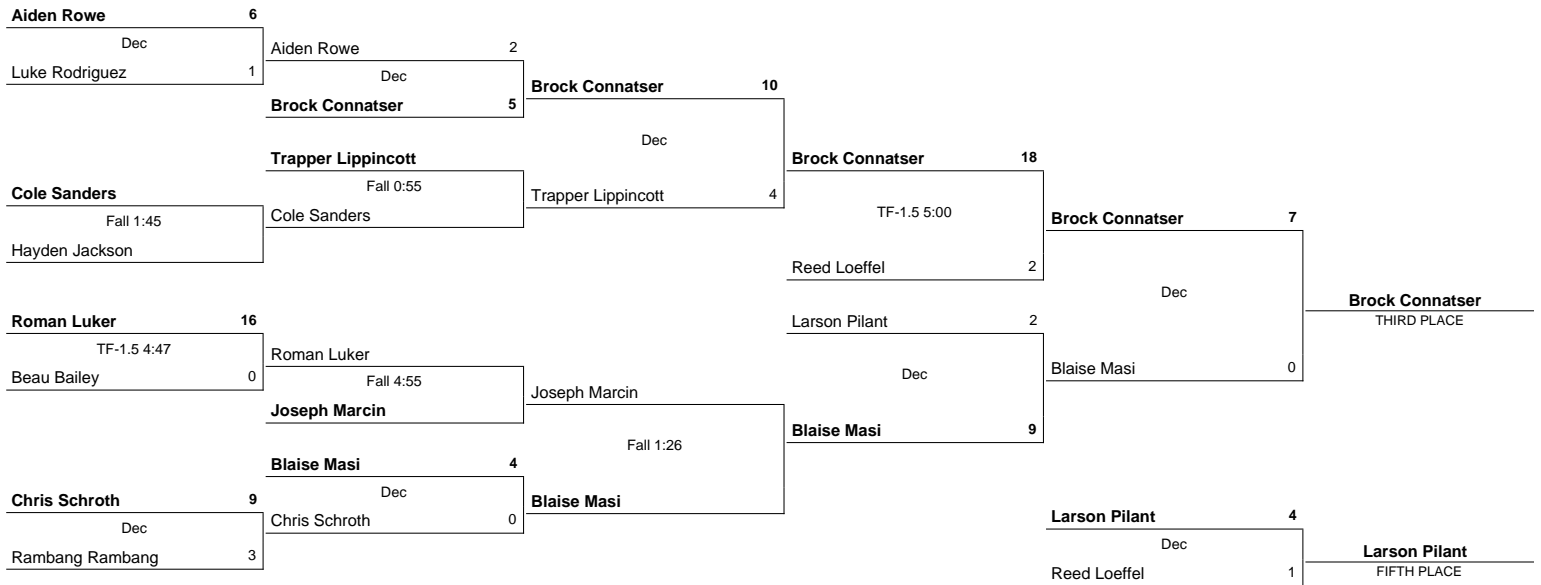 Aiden Rowe 6
Dec
Luke Rodriguez 1
Cole Sanders
Fall 1:45
Hayden Jackson
Roman Luker 16
TF-1.5 4:47
Beau Bailey 0
Chris Schroth 9
Dec
Rambang Rambang 3
Aiden Rowe 2
Dec
Brock Connatser 5
Trapper Lippincott
Fall 0:55
Cole Sanders
Roman Luker
Fall 4:55
Joseph Marcin
Blaise Masi 4
Dec
Chris Schroth 0
Brock Connatser 10
Dec
Trapper Lippincott 4
Joseph Marcin
Fall 1:26
Blaise Masi
Brock Connatser 18
TF-1.5 5:00
Reed Loeffel 2
Larson Pilant 2
Dec
Blaise Masi 9
Brock Connatser 7
Dec
Blaise Masi 0
Brock Connatser
THIRD PLACE
Larson Pilant 4
Dec
Reed Loeffel 1
Larson Pilant
FIFTH PLACE